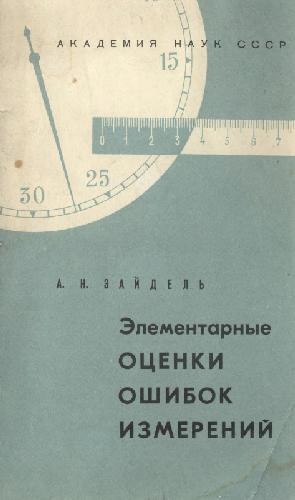 АКАДЕМИЯ НАУК СССР
15
0 1 2 3 4 5 6 7
25
30
А. Н. ЗАЙДЕЛЬ
Элементарные
ОЦЕНКИ
ОШИБОК
ИЗМЕРЕНИЙ